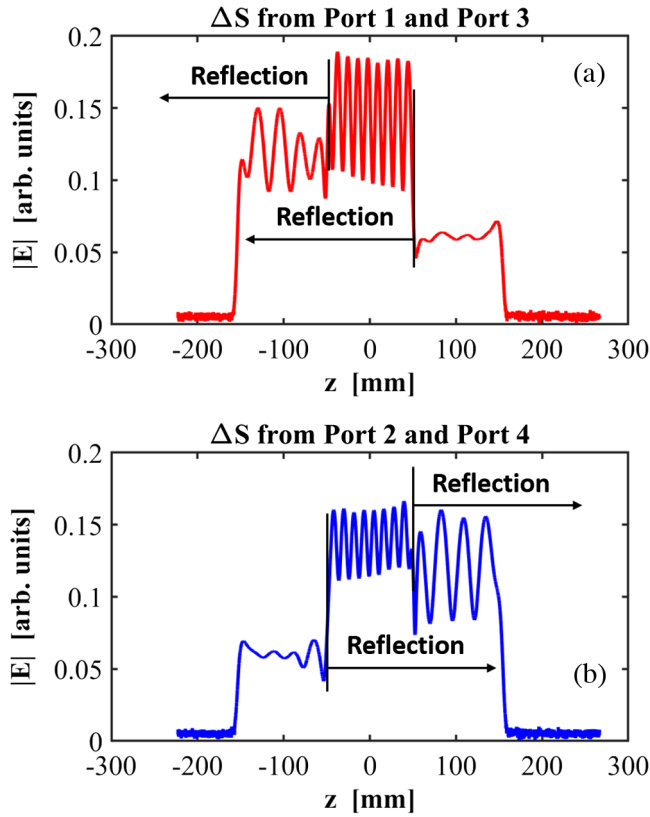 ΔS from Port 1 and Port 3
0.2
Reflection
(a)
0.15
0.1
|E| [arb. units]
Reflection
0.05
0
-300 -200 -100 0 100 200 300
z [mm]
ΔS from Port 2 and Port 4
0.2
Reflection
0.15
0.1
|E| [arb. units]
Reflection
0.05
(b)
0
-300 -200 -100 0 100 200 300
z [mm]